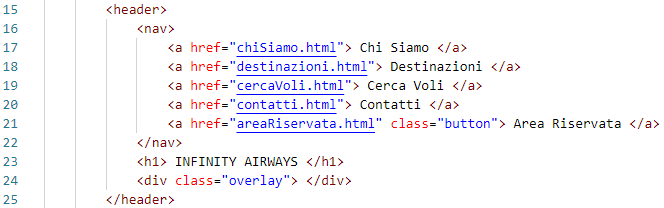 15 <header>
16 <nav>
17 <a href="chiSiamo.html"> Chi Siamo </a>
18 <a href="destinazioni.html"> Destinazioni </a>
19 <a href="cercaVoli.html"> Cerca Voli </a>
20 <a href="contatti.html"> Contatti </a>
21 <a href="areaRiservata.html" class="button"> Area Riservata </a>
22 </nav>
23 <h1> INFINITY AIRWAYS </h1>
24 <div class="overlay"> </div>
25 </header>